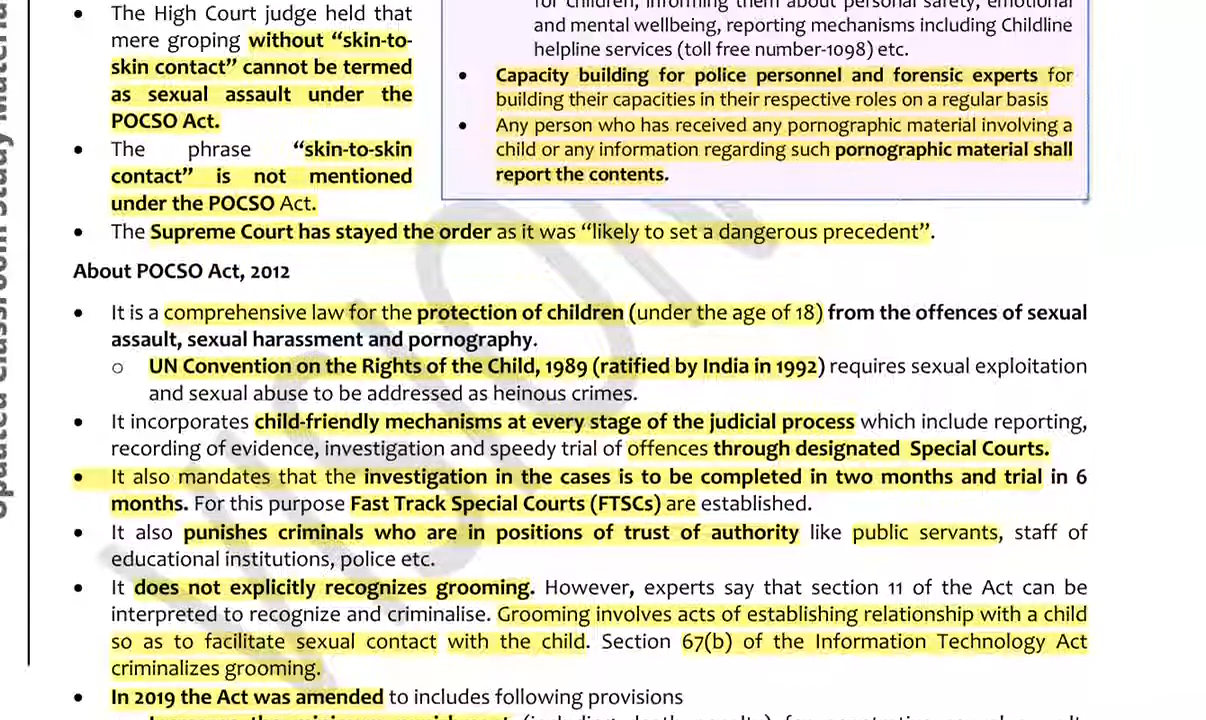 for children, informing them about personal safety, emotional
and mental wellbeing, reporting mechanisms including Childline
helpline services (toll free number-1098) etc.
• Capacity building for police personnel and forensic experts for
building their capacities in their respective roles on a regular basis
• Any person who has received any pornographic material involving a
child or any information regarding such pornographic material shall
report the contents.
• The High Court judge held that
mere groping without “skin-to-
skin contact” cannot be termed
as sexual assault under the
POCSO Act.
• The phrase “skin-to-skin
contact” is not mentioned
under the POCSO Act.
• The Supreme Court has stayed the order as it was “likely to set a dangerous precedent”.
About POCSO Act, 2012
• It is a comprehensive law for the protection of children (under the age of 18) from the offences of sexual
assault, sexual harassment and pornography.
o UN Convention on the Rights of the Child, 1989 (ratified by India in 1992) requires sexual exploitation
and sexual abuse to be addressed as heinous crimes.
• It incorporates child-friendly mechanisms at every stage of the judicial process which include reporting,
recording of evidence, investigation and speedy trial of offences through designated Special Courts.
• It also mandates that the investigation in the cases is to be completed in two months and trial in 6
months. For this purpose Fast Track Special Courts (FTSCs) are established.
• It also punishes criminals who are in positions of trust of authority like public servants, staff of
educational institutions, police etc.
• It does not explicitly recognizes grooming. However, experts say that section 11 of the Act can be
interpreted to recognize and criminalise. Grooming involves acts of establishing relationship with a child
so as to facilitate sexual contact with the child. Section 67(b) of the Information Technology Act
criminalizes grooming.
• In 2019 the Act was amended to includes following provisions
Classroom Study Material
VISION